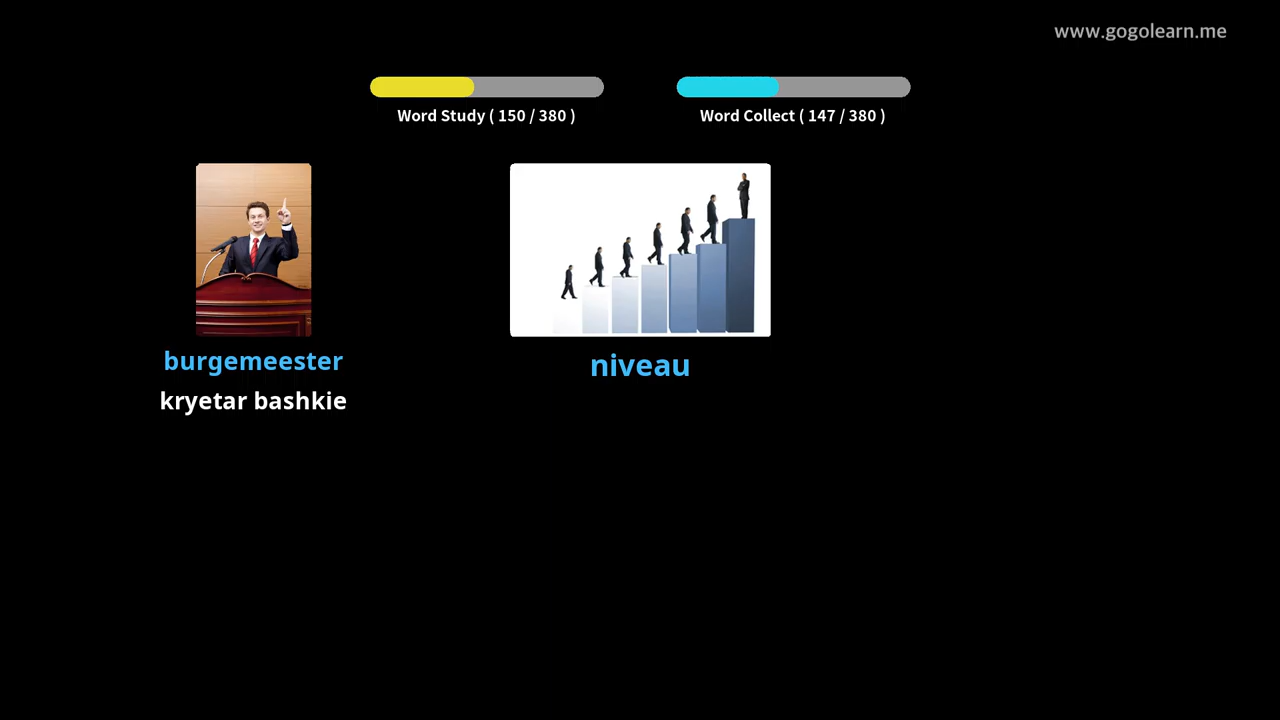 www.gogolearn.me
Word Study ( 150 / 380 )
Word Collect ( 147 / 380 )
burgemeester
kryetar bashkie
niveau